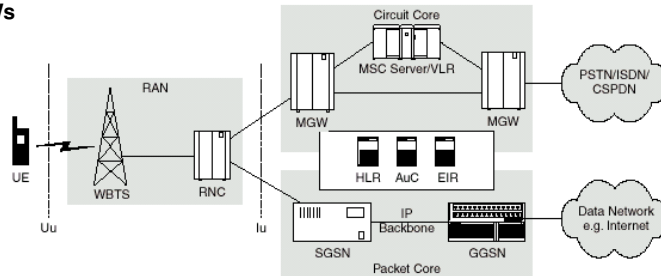 Circuit Core
MSC Server/VLR
RAN
PSTN/ISDN/
CSPDN
MGW
MGW
UE
WBTS
RNC
HLR
AuC
EIR
Uu
Iu
SGSN
IP
Backbone
GGSN
Data Network
e.g. Internet
Packet Core